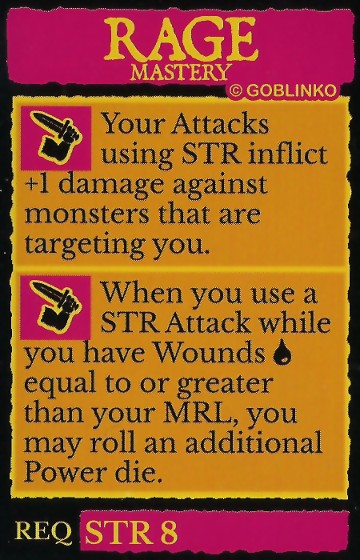 RAGE
MASTERY
© GOBLINKO
Your Attacks
using STR inflict
+1 damage against
monsters that are
targeting you.
When you use a
STR Attack while
you have Wounds
equal to or greater
than your MRL, you
may roll an additional
Power die.
REQ STR 8